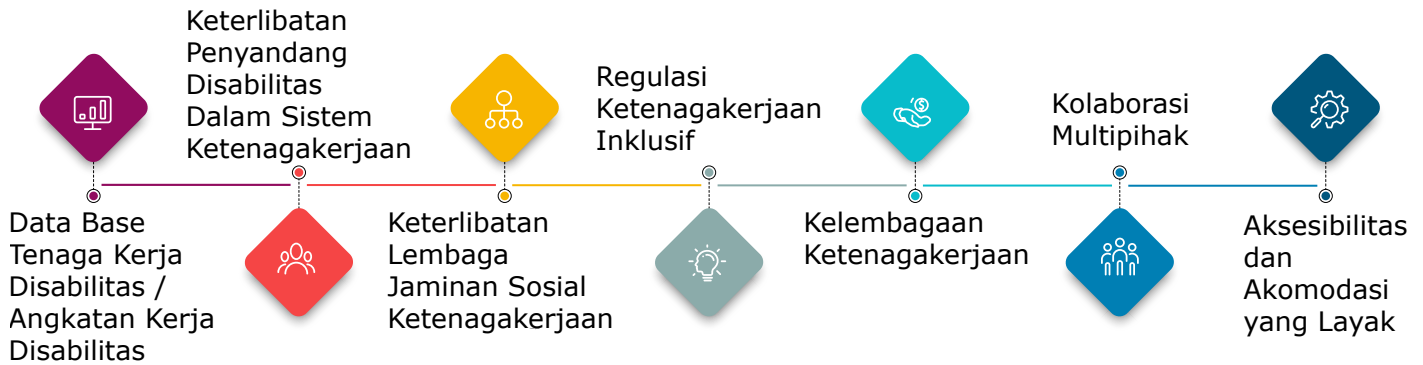 Data Base
Tenaga Kerja
Disabilitas /
Angkatan Kerja
Disabilitas
Keterlibatan
Penyandang
Disabilitas
Dalam Sistem
Ketenagakerjaan
Keterlibatan
Lembaga
Jaminan Sosial
Ketenagakerjaan
Regulasi
Ketenagakerjaan
Inklusif
Kelembagaan
Ketenagakerjaan
Kolaborasi
Multipihak
Aksesibilitas
dan
Akomodasi
yang Layak